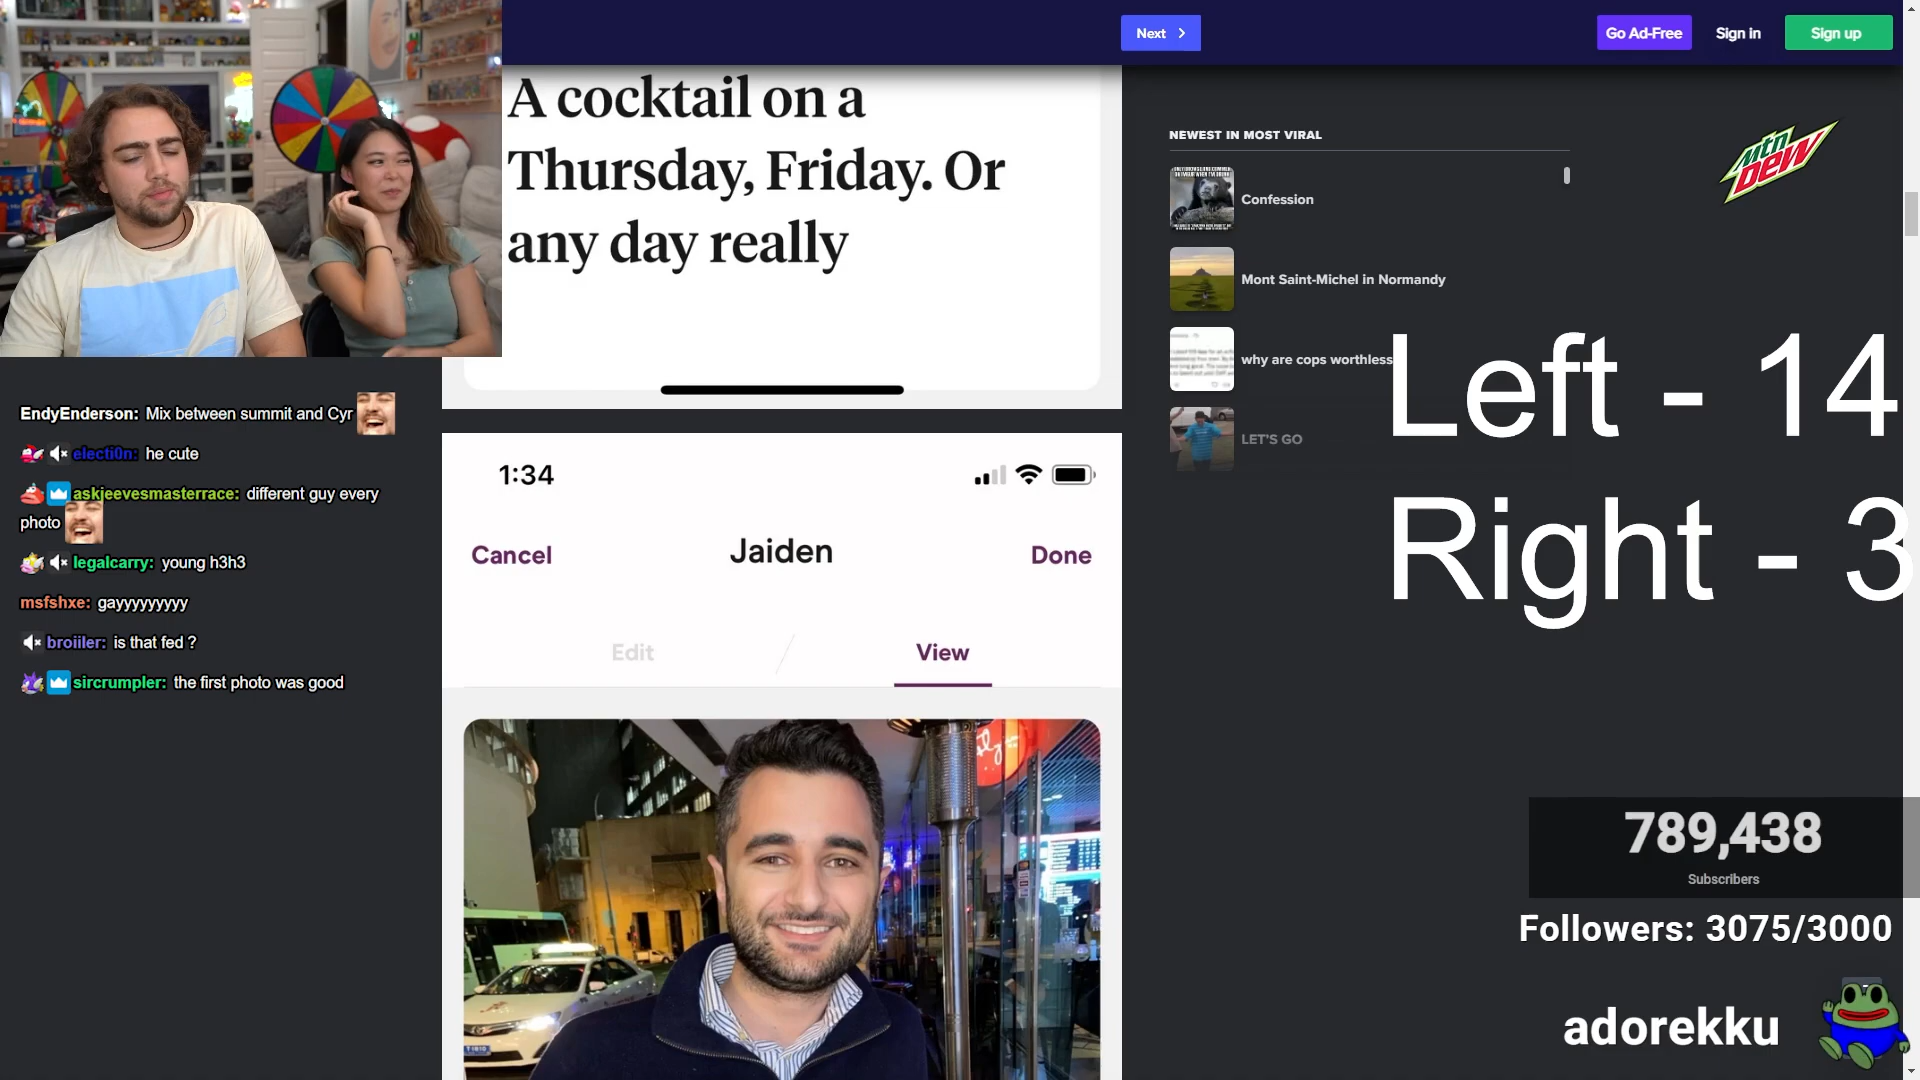 Next
Go Ad-Free
Sign in
Sign up
A cocktail on a
Thursday, Friday. Or
any day really
NEWEST IN MOST VIRAL
Confession
Mont Saint-Michel in Normandy
why are cops worthless
LET'S GO
mtn
DEW
Left - 14
Right - 3
EndyEnderson: Mix between summit and Cyr
electi0n: he cute
askjeevesmasterrace: different guy every
photo
legalcarry: young h3h3
msfshxe: gayyyyyyyyy
broiiler: is that fed ?
sircrumpler: the first photo was good
1:34
Cancel
Jaiden
Done
Edit
View
789,438
Subscribers
Followers: 3075/3000
adorekku